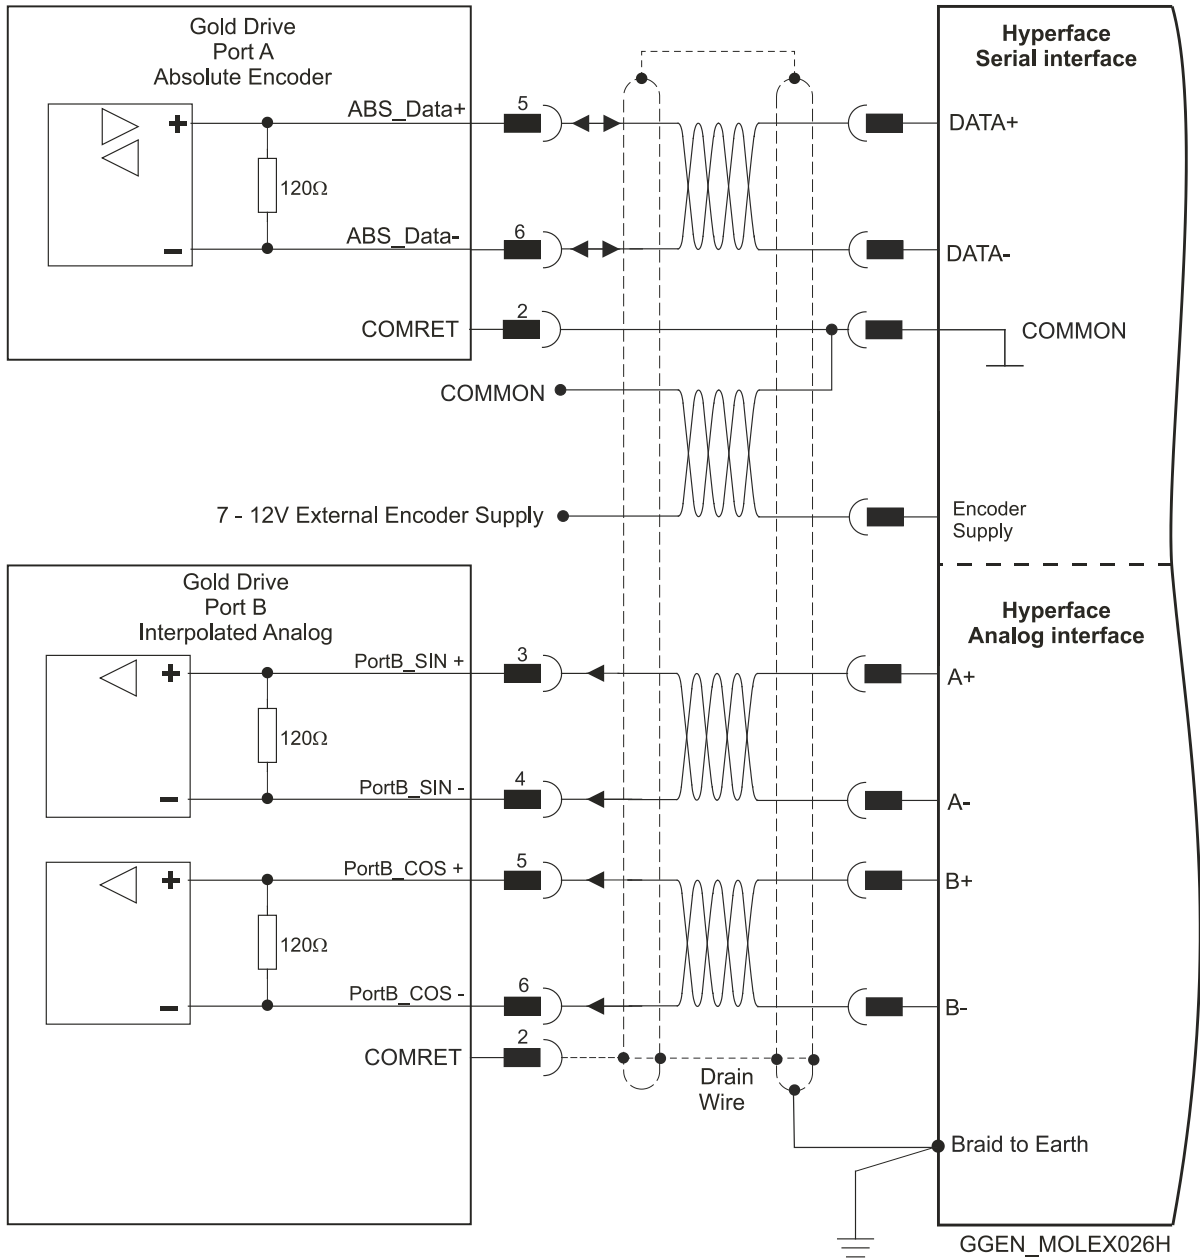 Gold Drive
Port A
Absolute Encoder
Hyperface
Serial interface
ABS_Data+
5
DATA+
+
120Ω
ABS_Data-
6
DATA-
-
COMRET
2
COMMON
COMMON
7 - 12V External Encoder Supply
Encoder
Supply
Gold Drive
Port B
Interpolated Analog
Hyperface
Analog interface
PortB_SIN +
3
A+
+
120Ω
PortB_SIN -
4
A-
-
PortB_COS +
5
B+
+
120Ω
PortB_COS -
6
B-
-
COMRET
2
Drain
Wire
Braid to Earth
GGEN_MOLEX026H